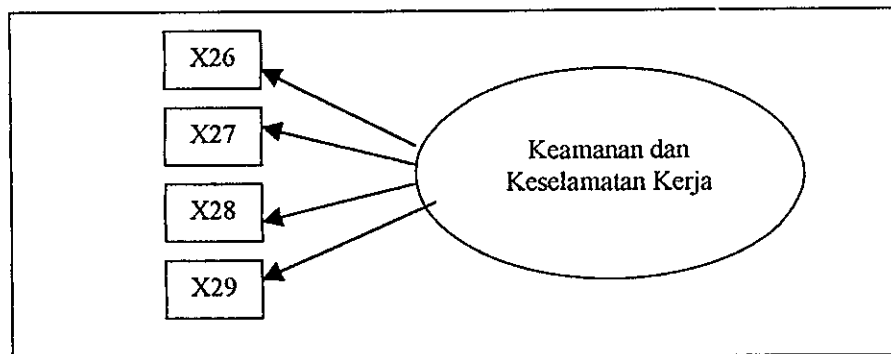 X26
X27
X28
X29
Keamanan dan
Keselamatan Kerja